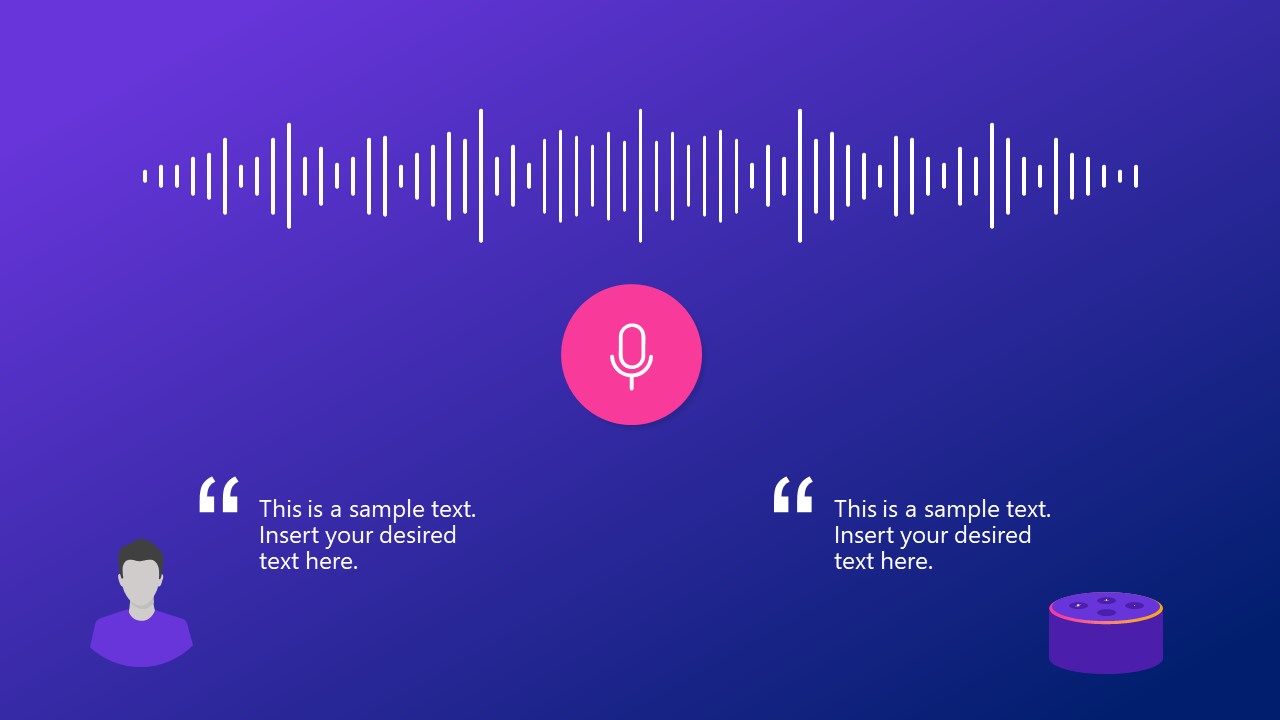 “ This is a sample text.
Insert your desired
text here.
“ This is a sample text.
Insert your desired
text here.